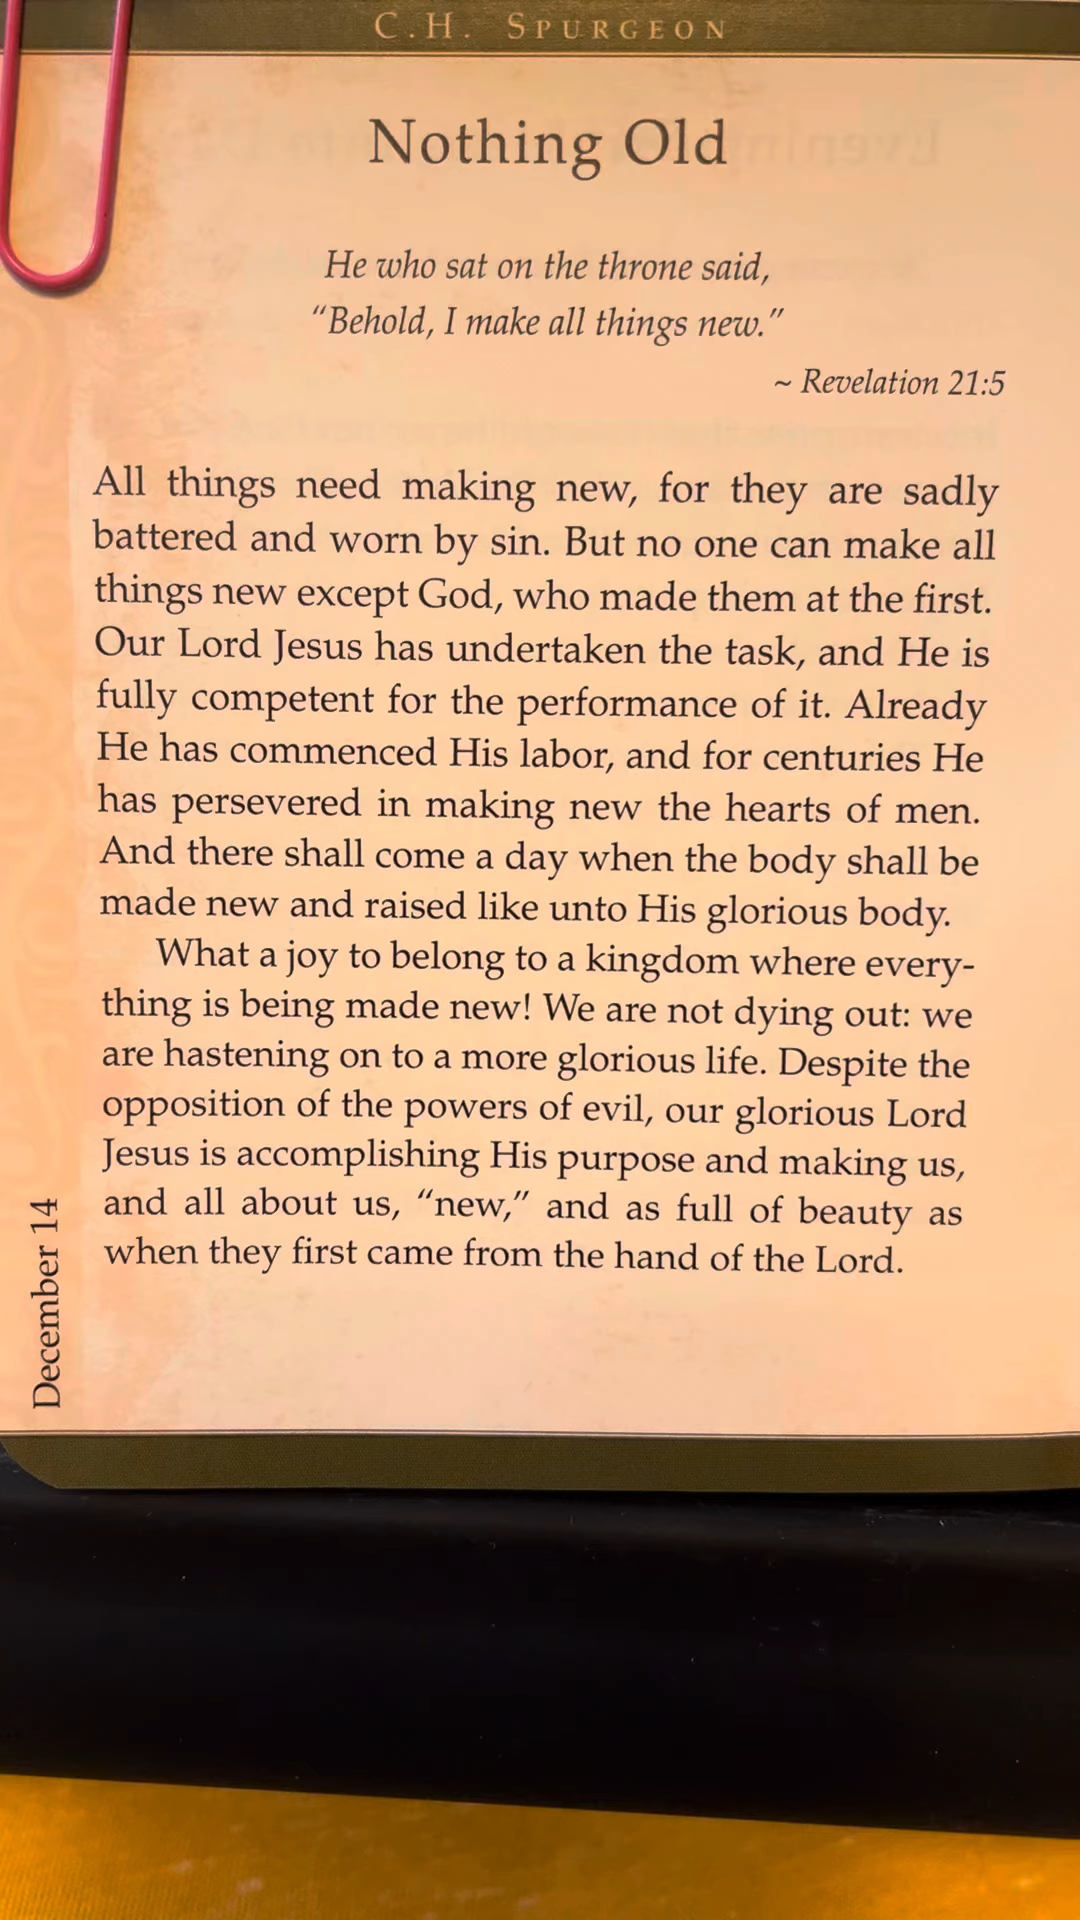 C.H. SPURGEON
Nothing Old
He who sat on the throne said,
“Behold, I make all things new.”
~ Revelation 21:5
All things need making new, for they are sadly
battered and worn by sin. But no one can make all
things new except God, who made them at the first.
Our Lord Jesus has undertaken the task, and He is
fully competent for the performance of it. Already
He has commenced His labor, and for centuries He
has persevered in making new the hearts of men.
And there shall come a day when the body shall be
made new and raised like unto His glorious body.
What a joy to belong to a kingdom where every-
thing is being made new! We are not dying out: we
are hastening on to a more glorious life. Despite the
opposition of the powers of evil, our glorious Lord
Jesus is accomplishing His purpose and making us,
and all about us, “new,” and as full of beauty as
when they first came from the hand of the Lord.
December 14